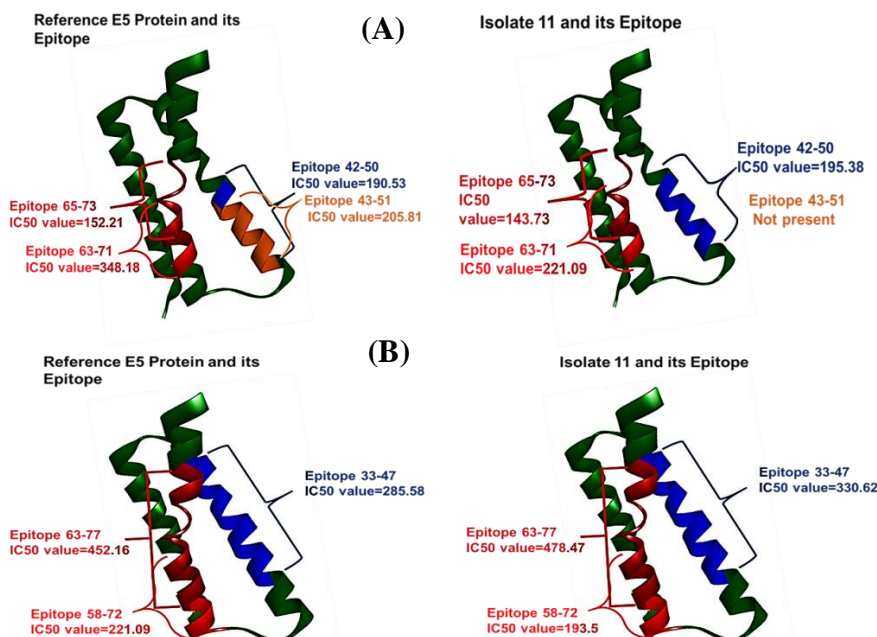 Reference E5 Protein and its
Epitope
(A)
Isolate 11 and its Epitope
Epitope 42-50
IC50 value=190.53
Epitope 43-51
IC50 value=205.81
Epitope 65-73
IC50 value=152.21
Epitope 63-71
IC50 value=348.18
Epitope 42-50
IC50 value=195.38
Epitope 43-51
Not present
Epitope 65-73
IC50
value=143.73
Epitope 63-71
IC50 value=221.09
Reference E5 Protein and its
Epitope
(B)
Isolate 11 and its Epitope
Epitope 33-47
IC50 value=285.58
Epitope 63-77
IC50 value=452.16
Epitope 58-72
IC50 value=221.09
Epitope 33-47
IC50 value=330.62
Epitope 63-77
IC50 value=478.47
Epitope 58-72
IC50 value=193.5